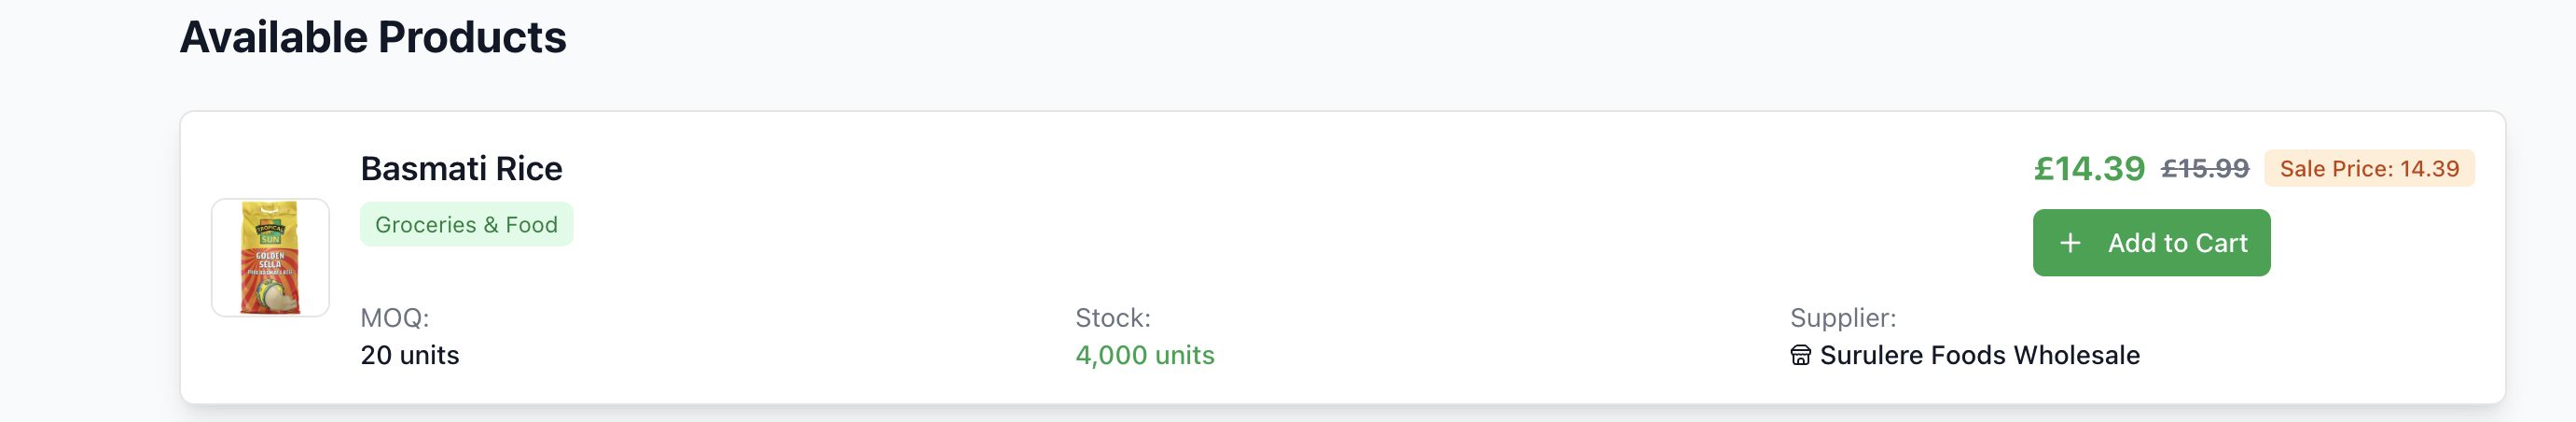 Available Products
Basmati Rice
£14.39 £15.99 Sale Price: 14.39
Groceries & Food
+ Add to Cart
TROPICAL
SUN
GOLDEN
SELLA
MOQ:
20 units
Stock:
4,000 units
Supplier:
Surulere Foods Wholesale